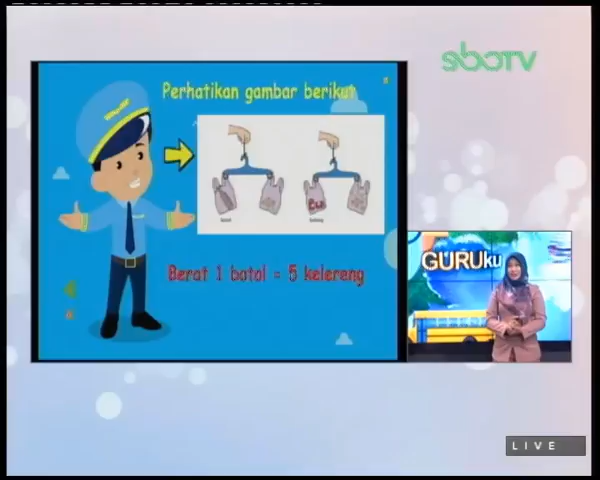 sbotv
Perhatikan gambar berikut
Berat 1 botol = 5 kelereng
GURUku
LIVE